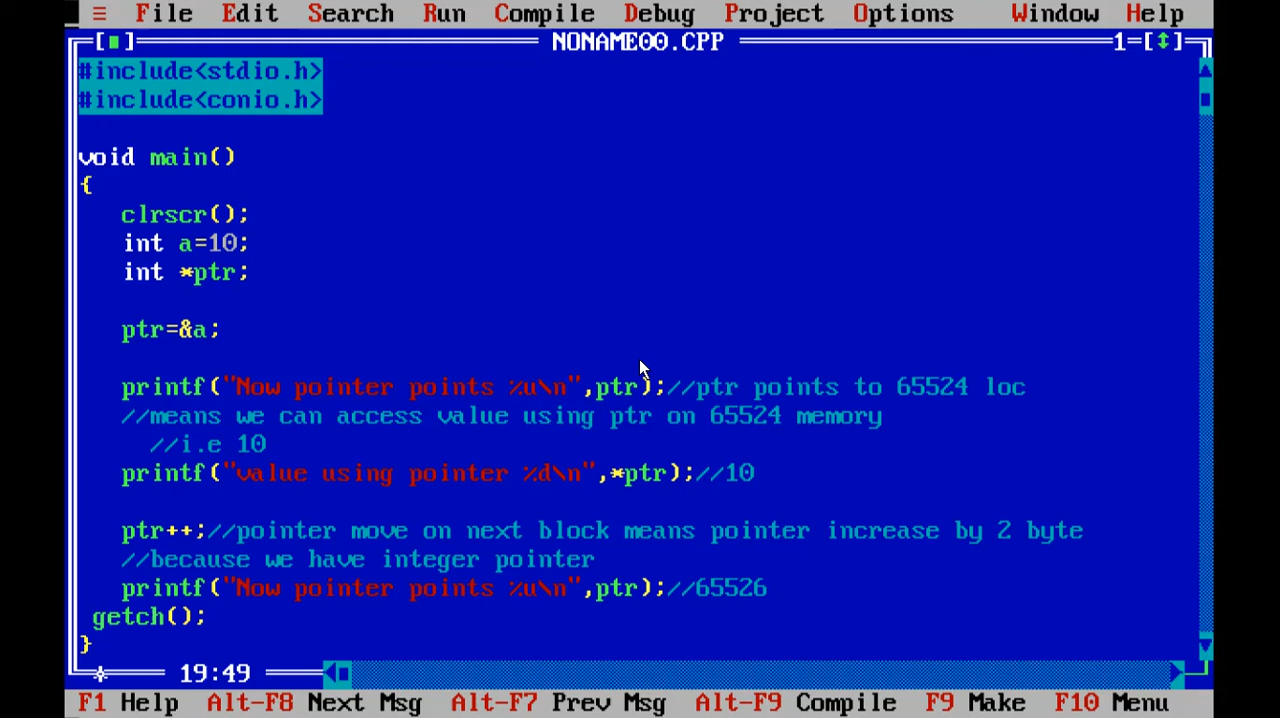 ≡ File Edit Search Run Compile Debug Project Options Window Help
[■] NONAME00.CPP 1=[↕]
#include<stdio.h>
#include<conio.h>
void main()
{
clrscr();
int a=10;
int *ptr;
ptr=&a;
printf("Now pointer points %u\n",ptr);//ptr points to 65524 loc
//means we can access value using ptr on 65524 memory
//i.e 10
printf("value using pointer %d\n",*ptr);//10
ptr++;//pointer move on next block means pointer increase by 2 byte
//because we have integer pointer
printf("Now pointer points %u\n",ptr);//65526
getch();
}
19:49
F1 Help Alt-F8 Next Msg Alt-F7 Prev Msg Alt-F9 Compile F9 Make F10 Menu